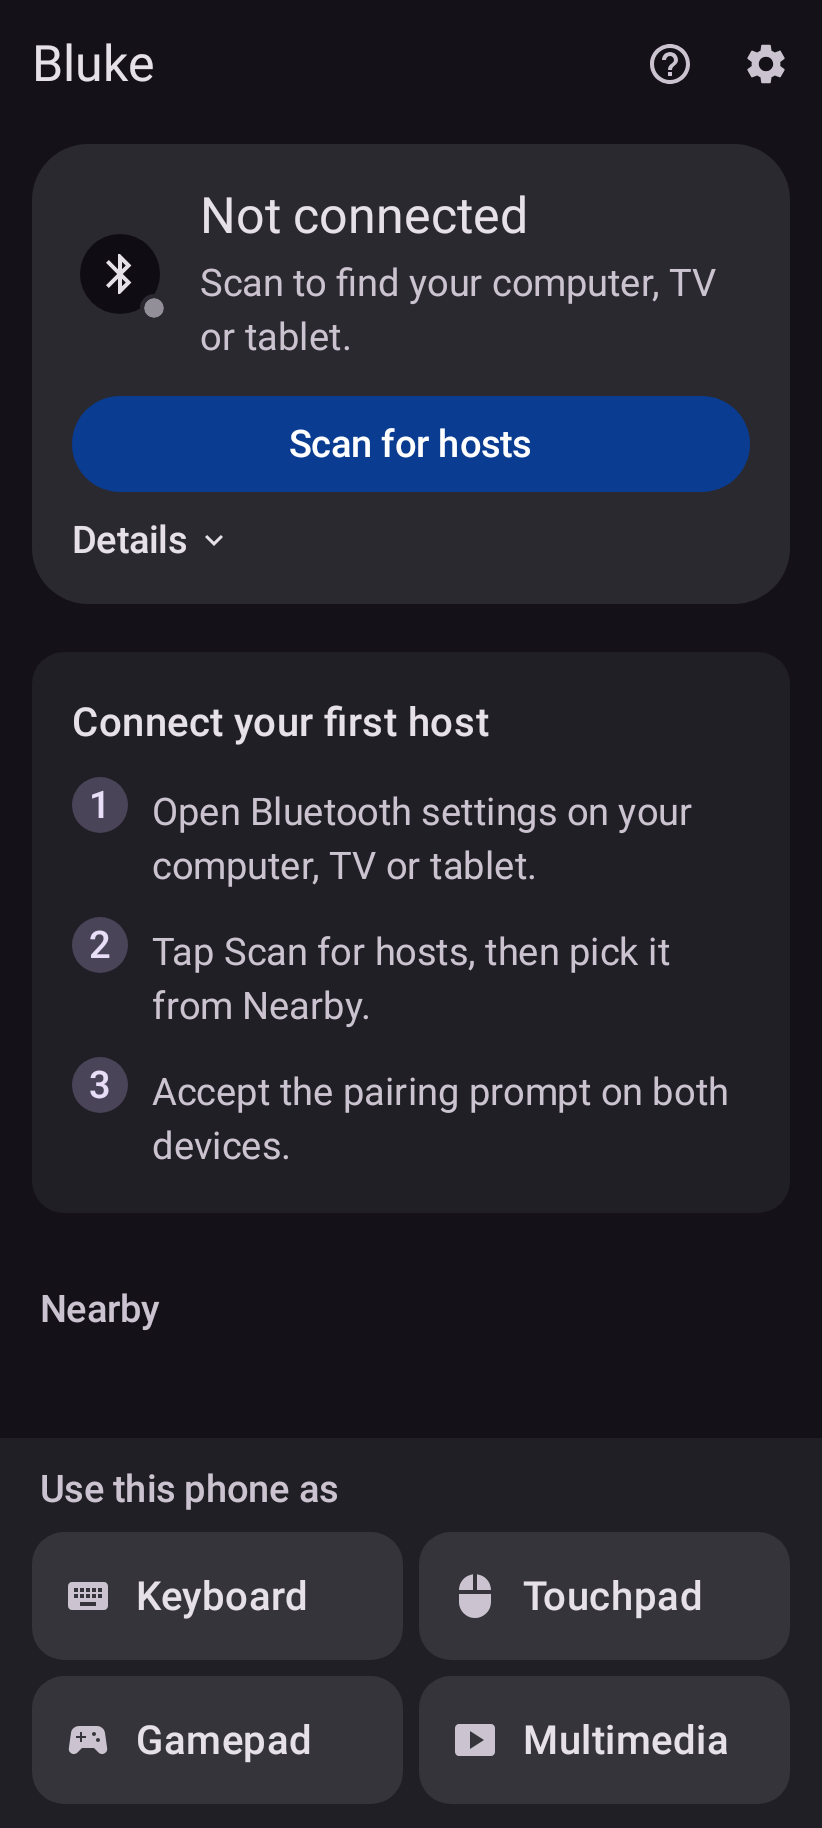 Bluke
Not connected
Scan to find your computer, TV
or tablet.
Scan for hosts
Details
Connect your first host
1 Open Bluetooth settings on your
computer, TV or tablet.
2 Tap Scan for hosts, then pick it
from Nearby.
3 Accept the pairing prompt on both
devices.
Nearby
Use this phone as
Keyboard
Touchpad
Gamepad
Multimedia